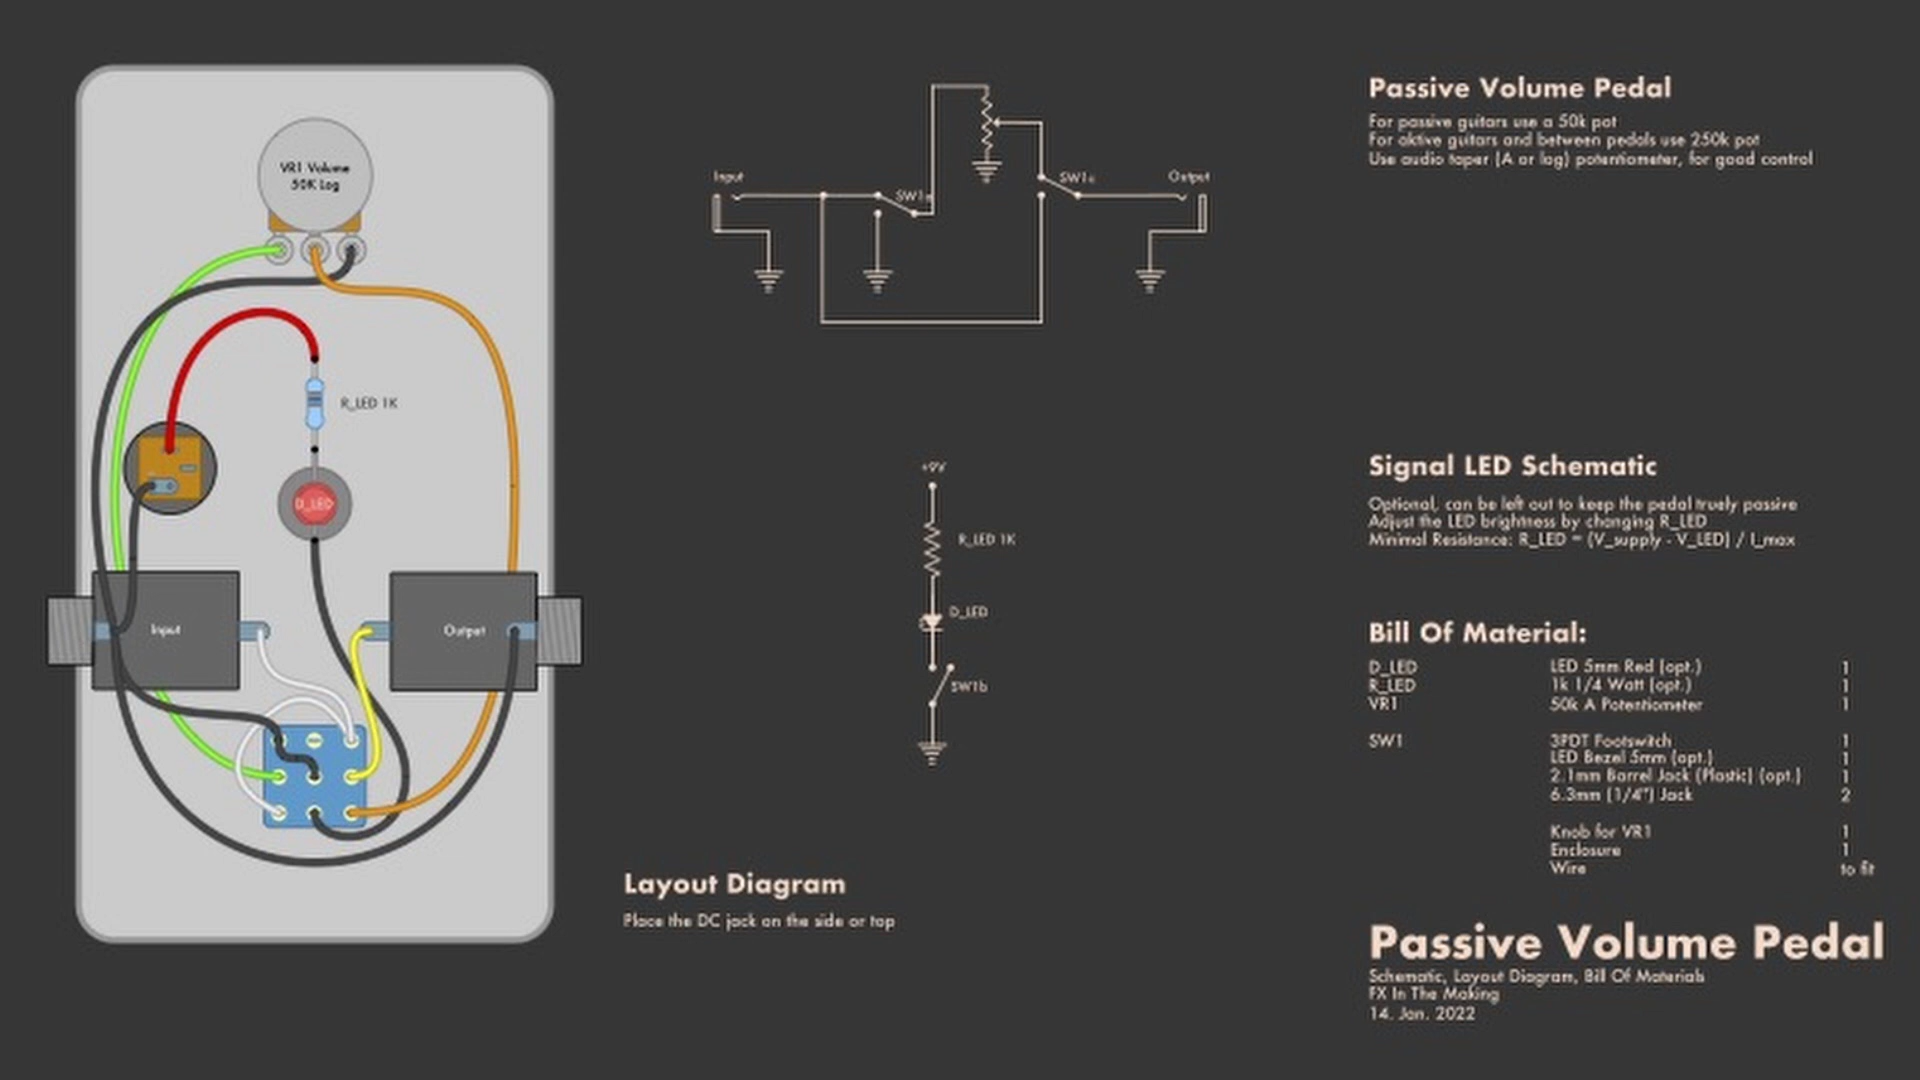 VR1 Volume
50K Log
R_LED 1K
D_LED
Input
Output
Layout Diagram
Place the DC jack on the side or top
Input
SW1a
SW1c
Output
+9V
R_LED 1K
D_LED
SW1b
Passive Volume Pedal
For passive guitars use a 50k pot
For aktive guitars and between pedals use 250k pot
Use audio taper (A or log) potentiometer, for good control
Signal LED Schematic
Optional, can be left out to keep the pedal truely passive
Adjust the LED brightness by changing R_LED
Minimal Resistance: R_LED = (V_supply - V_LED) / I_max
Bill Of Material:
D_LED LED 5mm Red (opt.) 1
R_LED 1k 1/4 Watt (opt.) 1
VR1 50k A Potentiometer 1
SW1 3PDT Footswitch 1
LED Bezel 5mm (opt.) 1
2.1mm Barrel Jack (Plastic) (opt.) 1
6.3mm (1/4") Jack 2
Knob for VR1 1
Enclosure 1
Wire to fit
Passive Volume Pedal
Schematic, Layout Diagram, Bill Of Materials
FX In The Making
14. Jan. 2022